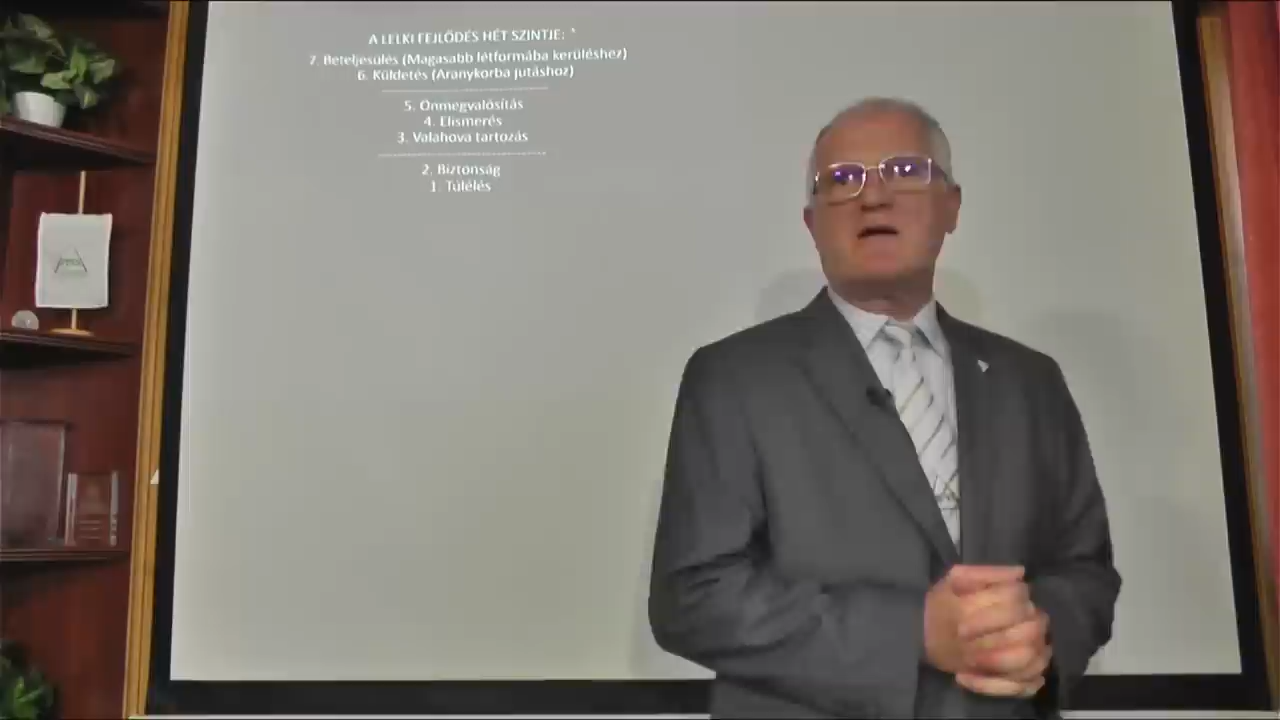 A LELKI FEJLŐDÉS HÉT SZINTJE:
7. Beteljesülés (Magasabb létformába kerüléshez)
6. Küldetés (Aranykorba jutáshoz)
5. Önmegvalósítás
4. Elismerés
3. Valahova tartozás
2. Biztonság
1. Túlélés